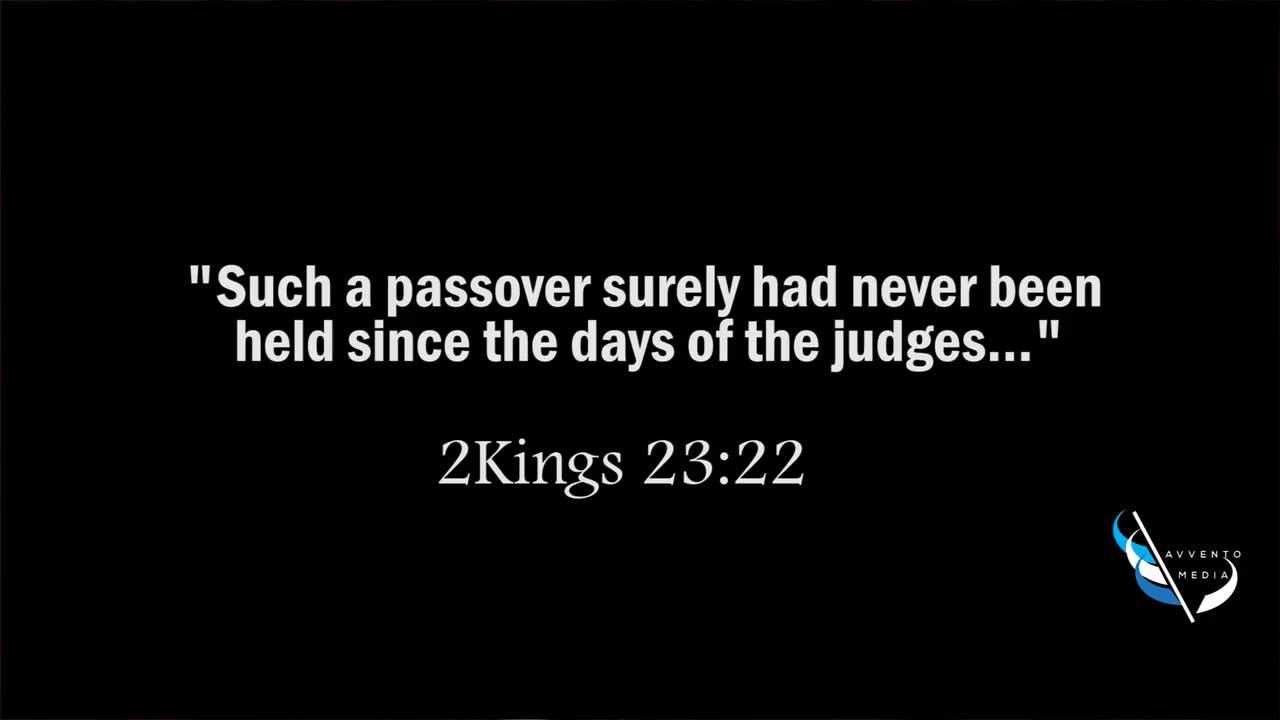 "Such a passover surely had never been
held since the days of the judges..."
2Kings 23:22
AVVENTO
MEDIA